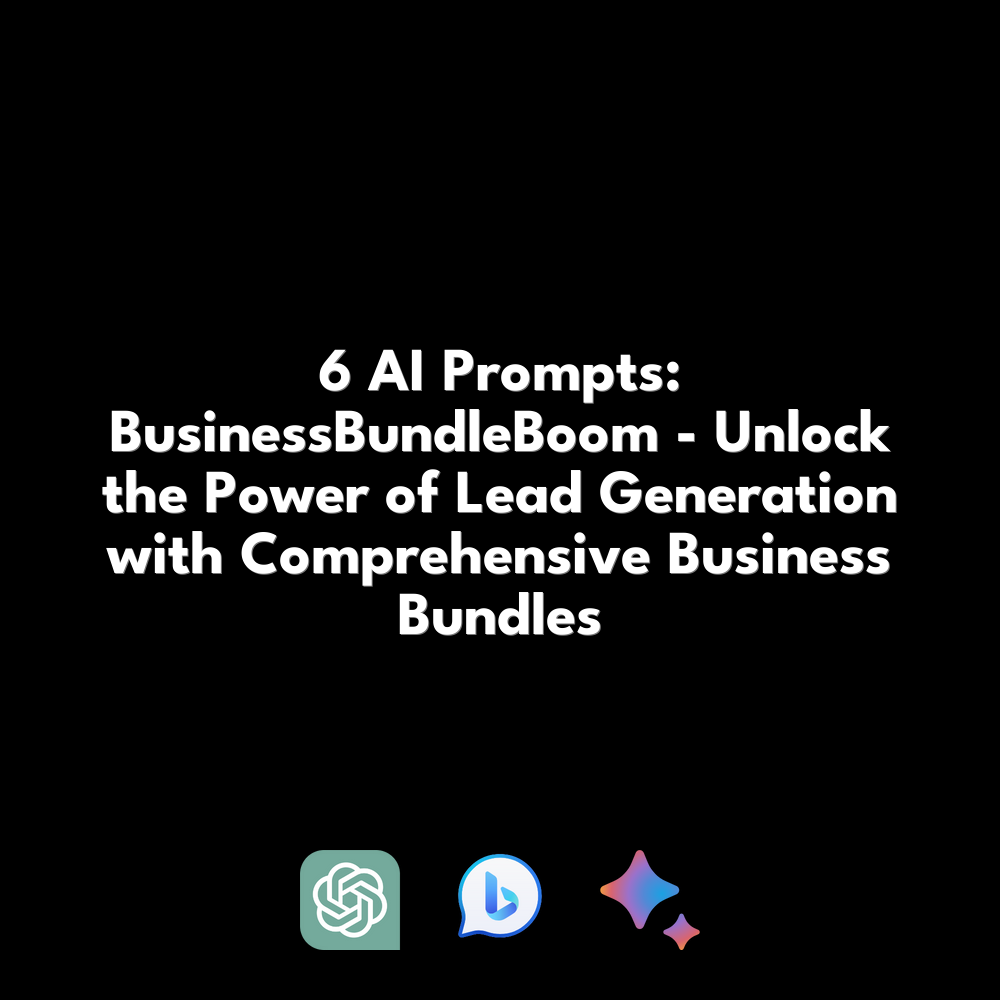 6 AI Prompts:
BusinessBundleBoom - Unlock
the Power of Lead Generation
with Comprehensive Business
Bundles